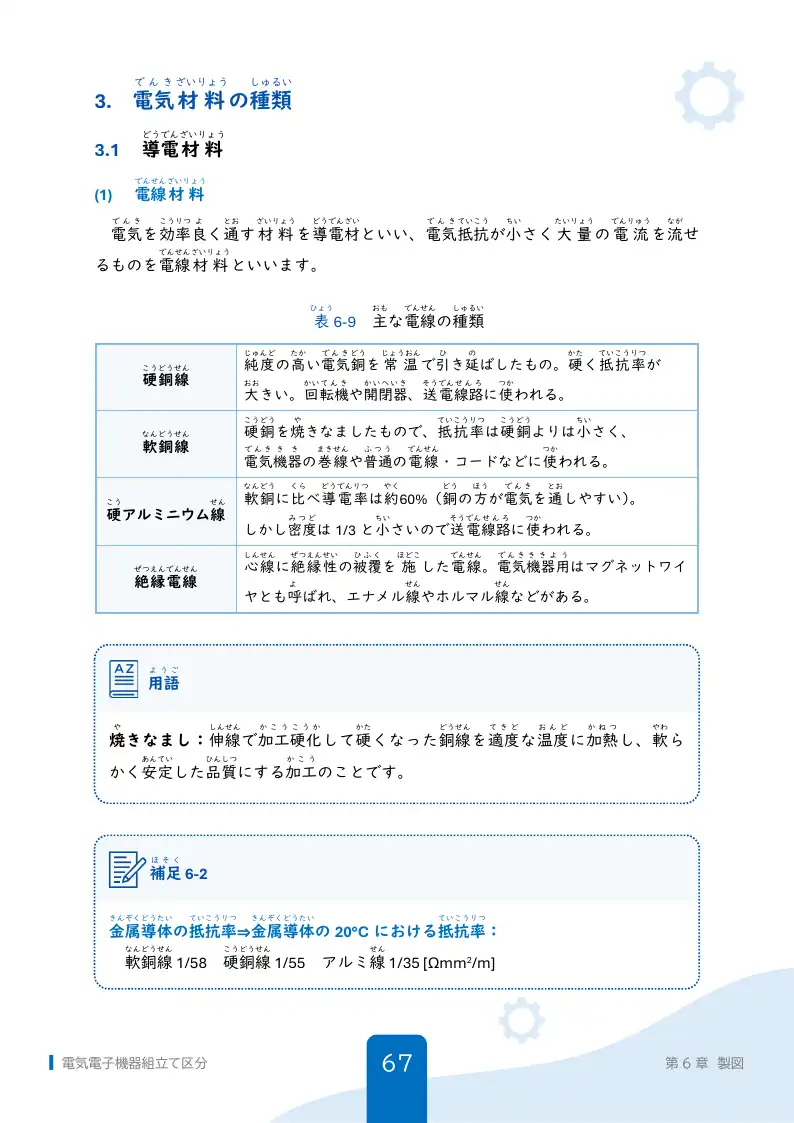 3. 電気材料の種類
でんきざいりょう しゅるい
3.1 導電材料
どうでんざいりょう
(1) 電線材料
でんせんざいりょう
でんき こうりつ よ とお ざいりょう どうでんざい でんきていこう ちい たいりょう でんりゅう なが
電気を効率良く通す材料を導電材といい、電気抵抗が小さく大量の電流を流せ
でんせんざいりょう
るものを電線材料といいます。
ひょう おも でんせん しゅるい
表 6-9 主な電線の種類
こうどうせん
硬銅線
じゅんど たか でんきどう じょうおん ひ の かた ていこうりつ
純度の高い電気銅を常温で引き延ばしたもの。硬く抵抗率が
おお かいてんき かいへいき そうでんせんろ つか
大きい。回転機や開閉器、送電線路に使われる。
なんどうせん
軟銅線
こうどう や ていこうりつ こうどう ちい
硬銅を焼きなましたもので、抵抗率は硬銅よりは小さく、
でんききき まきせん ふつう でんせん つか
電気機器の巻線や普通の電線・コードなどに使われる。
こう せん
硬アルミニウム線
なんどう くら どうでんりつ やく どう ほう でんき とお
軟銅に比べ導電率は約60%（銅の方が電気を通しやすい）。
みつど ちい そうでんせんろ つか
しかし密度は 1/3 と小さいので送電線路に使われる。
ぜつえんでんせん
絶縁電線
しんせん ぜつえんせい ひふく ほどこ でんせん でんきききよう
心線に絶縁性の被覆を施した電線。電気機器用はマグネットワイ
よ せん せん
ヤとも呼ばれ、エナメル線やホルマル線などがある。
AZ
ようご
用語
や しんせん かこうこうか かた どうせん てきど おんど かねつ やわ
焼きなまし：伸線で加工硬化して硬くなった銅線を適度な温度に加熱し、軟ら
あんてい ひんしつ かこう
かく安定した品質にする加工のことです。
ほそく
補足 6-2
きんぞくどうたい ていこうりつ きんぞくどうたい ていこうりつ
金属導体の抵抗率⇒金属導体の 20℃ における抵抗率：
なんどうせん こうどうせん せん
軟銅線 1/58 硬銅線 1/55 アルミ線 1/35 [Ωmm²/m]
電気電子機器組立て区分
67
第 6 章 製図